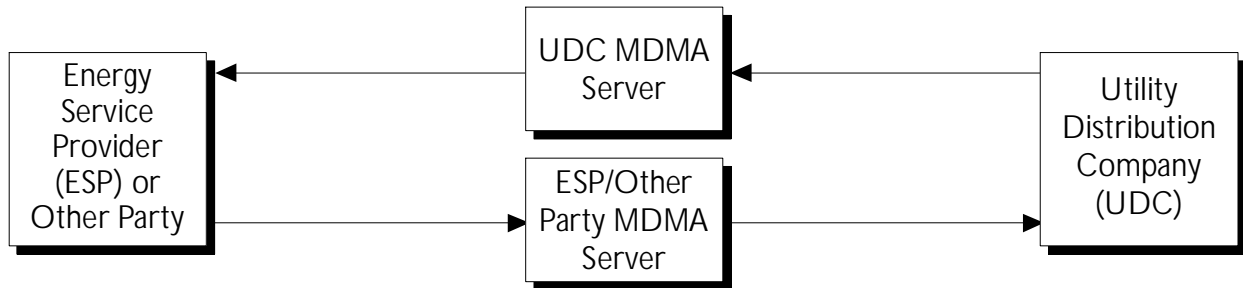 Energy
Service
Provider
(ESP) or
Other Party
UDC MDMA
Server
ESP/Other
Party MDMA
Server
Utility
Distribution
Company
(UDC)